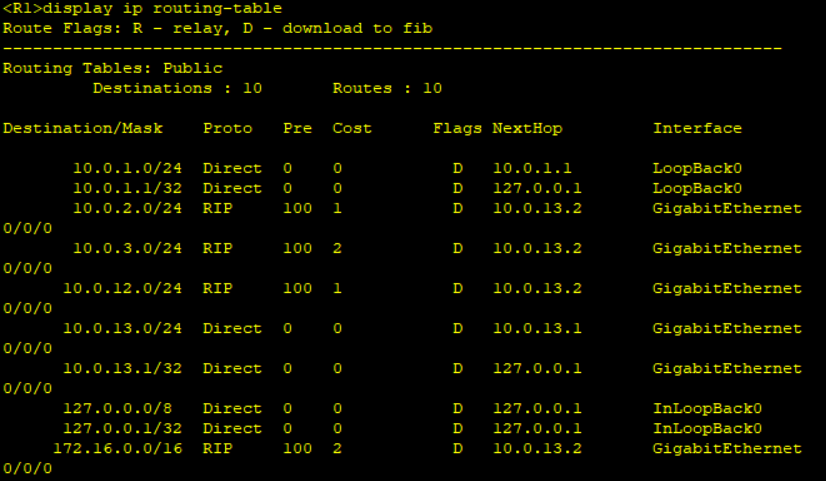 <R1>display ip routing-table
Route Flags: R - relay, D - download to fib
------------------------------------------------------------------------------
Routing Tables: Public
         Destinations : 10       Routes : 10

Destination/Mask    Proto   Pre  Cost      Flags NextHop         Interface

       10.0.1.0/24  Direct  0    0           D   10.0.1.1        LoopBack0
       10.0.1.1/32  Direct  0    0           D   127.0.0.1       LoopBack0
       10.0.2.0/24  RIP     100  1           D   10.0.13.2       GigabitEthernet
0/0/0
       10.0.3.0/24  RIP     100  2           D   10.0.13.2       GigabitEthernet
0/0/0
      10.0.12.0/24  RIP     100  1           D   10.0.13.2       GigabitEthernet
0/0/0
      10.0.13.0/24  Direct  0    0           D   10.0.13.1       GigabitEthernet
0/0/0
      10.0.13.1/32  Direct  0    0           D   127.0.0.1       GigabitEthernet
0/0/0
      127.0.0.0/8   Direct  0    0           D   127.0.0.1       InLoopBack0
      127.0.0.1/32  Direct  0    0           D   127.0.0.1       InLoopBack0
     172.16.0.0/16  RIP     100  2           D   10.0.13.2       GigabitEthernet
0/0/0